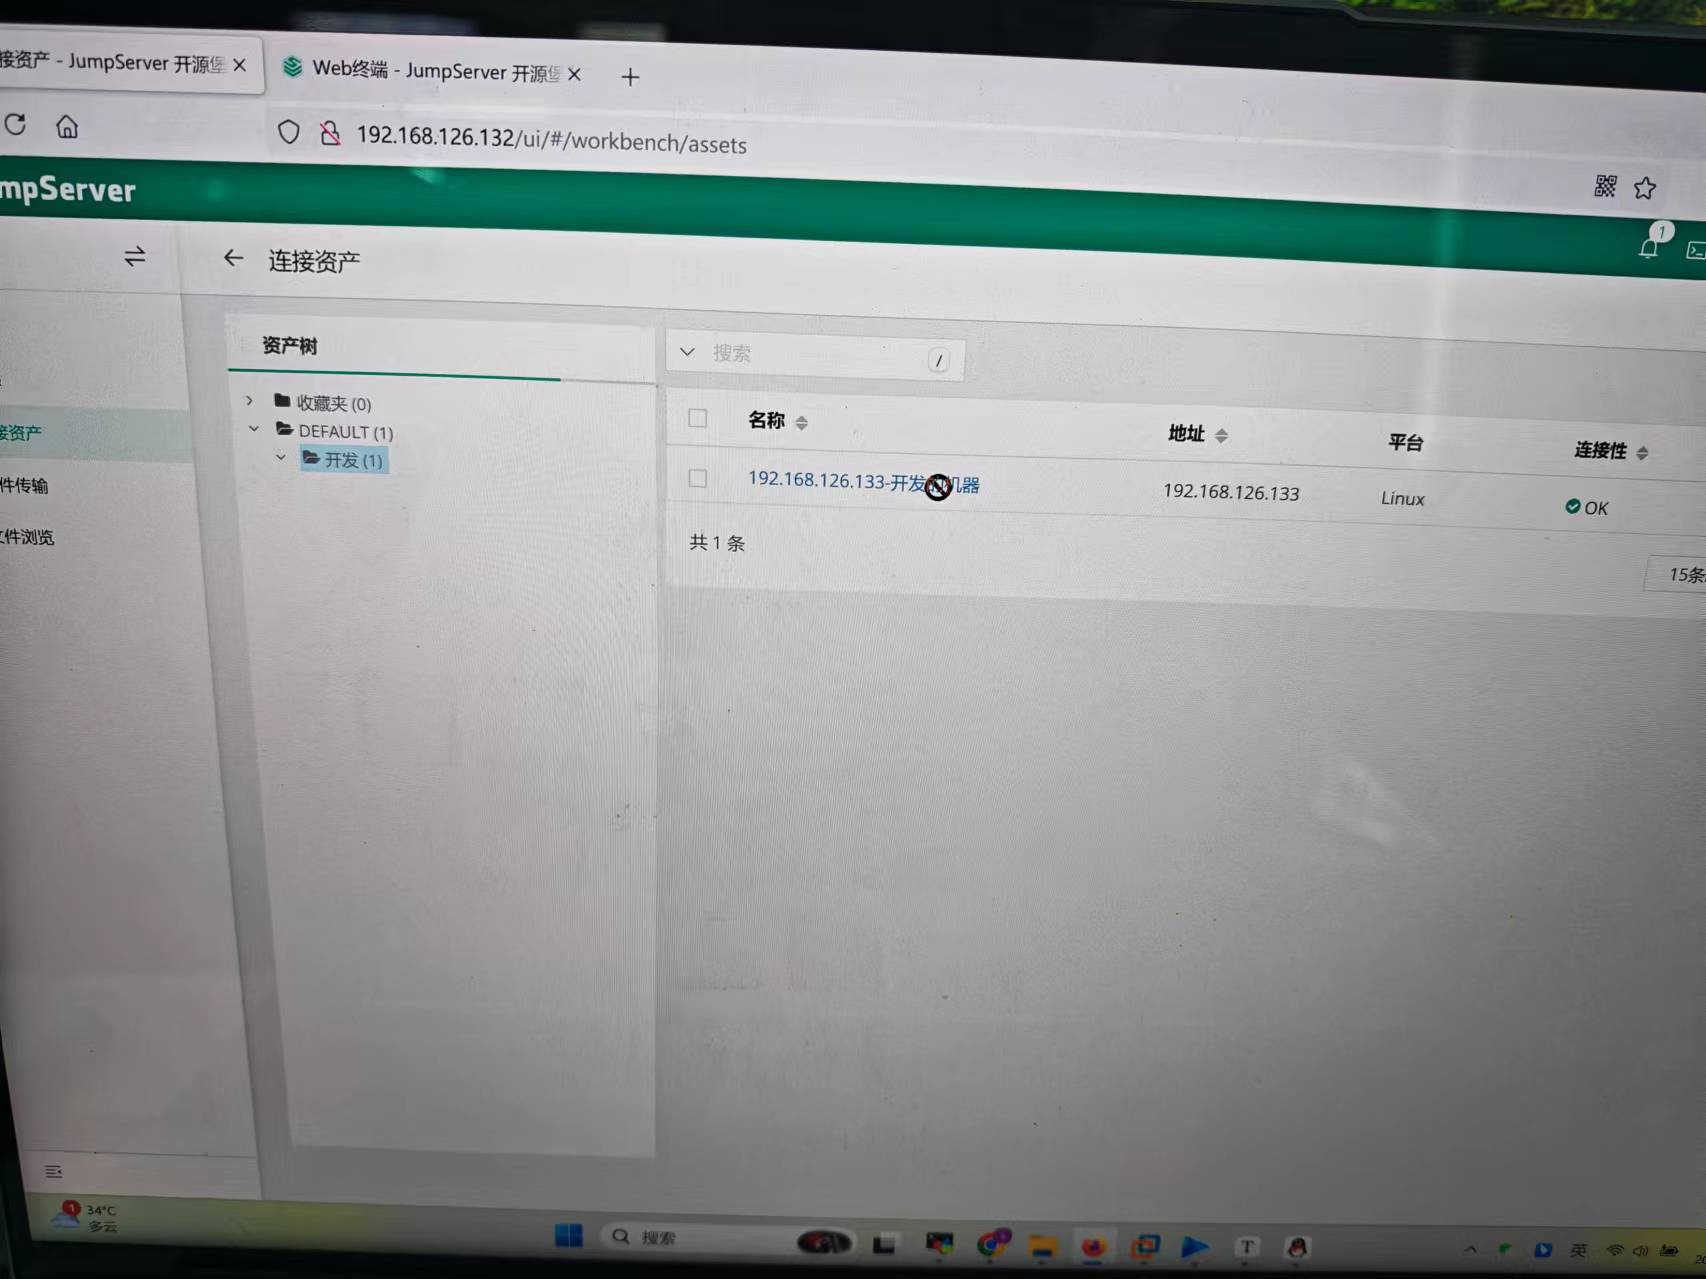 接资产 - JumpServer 开源堡
Web终端 - JumpServer 开源堡
192.168.126.132/ui/#/workbench/assets
mpServer
1
连接资产
资产树
搜索
/
收藏夹 (0)
DEFAULT (1)
开发 (1)
名称
地址
平台
连接性
192.168.126.133-开发 机器
192.168.126.133
Linux
OK
共 1 条
15条
接资产
件传输
文件浏览
1
34°C
多云
搜索
T
英